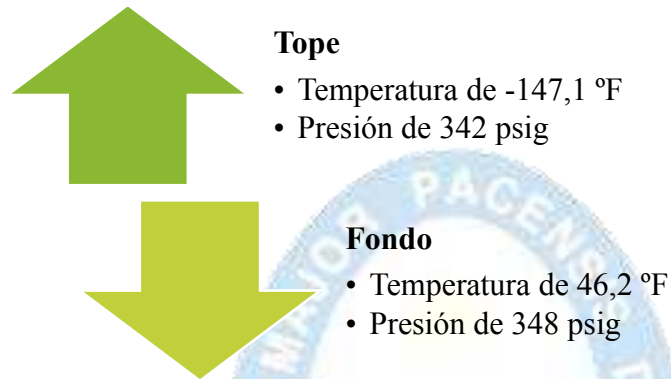 Tope
• Temperatura de -147,1 ºF
• Presión de 342 psig
Fondo
• Temperatura de 46,2 ºF
• Presión de 348 psig